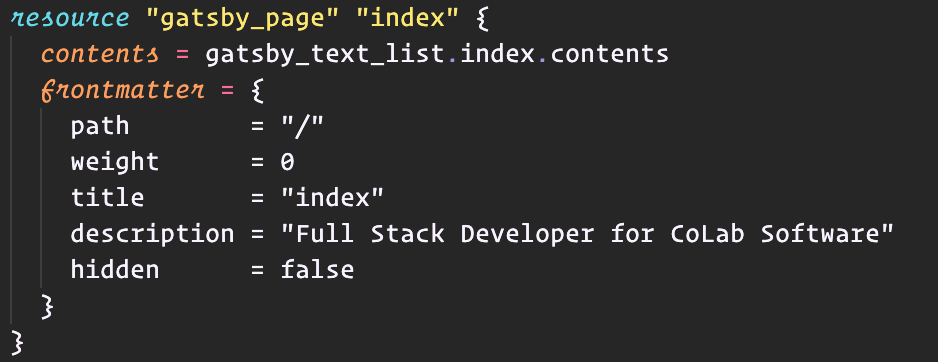 resource "gatsby_page" "index" {
  contents = gatsby_text_list.index.contents
  frontmatter = {
    path        = "/"
    weight      = 0
    title       = "index"
    description = "Full Stack Developer for CoLab Software"
    hidden      = false
  }
}